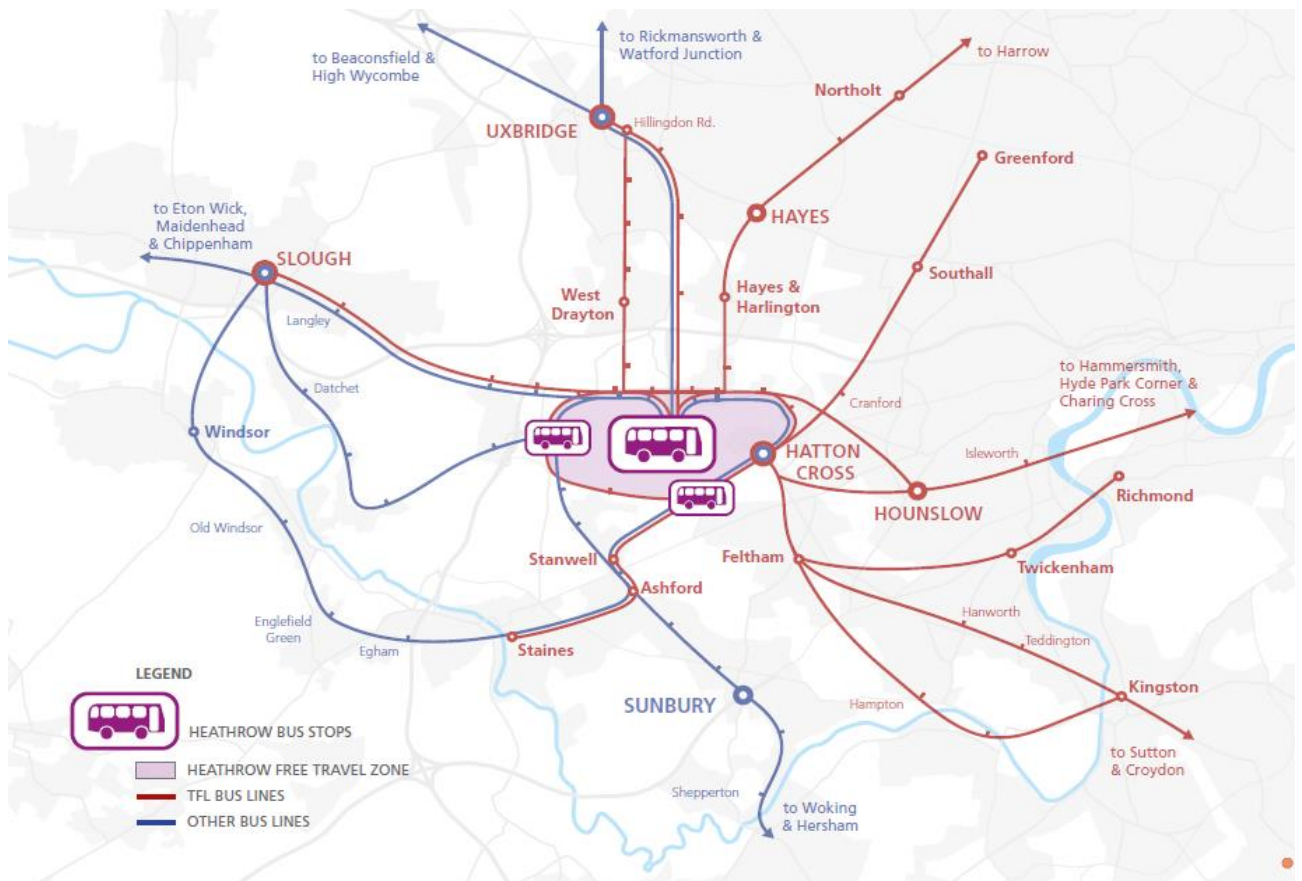 to Rickmansworth &
Watford Junction
to Beaconsfield &
High Wycombe
to Harrow
Northolt
UXBRIDGE
Hillingdon Rd.
Greenford
to Eton Wick,
Maidenhead
& Chippenham
HAYES
SLOUGH
Southall
West
Drayton
Hayes &
Harlington
Langley
to Hammersmith,
Hyde Park Corner &
Charing Cross
Datchet
Cranford
Windsor
HATTON
CROSS
Isleworth
Richmond
HOUNSLOW
Old Windsor
Stanwell
Feltham
Twickenham
Ashford
Hanworth
Englefield
Green
Egham
Staines
Teddington
LEGEND
Kingston
SUNBURY
Hampton
HEATHROW BUS STOPS
to Sutton
& Croydon
HEATHROW FREE TRAVEL ZONE
TFL BUS LINES
Shepperton
to Woking
& Hersham
OTHER BUS LINES